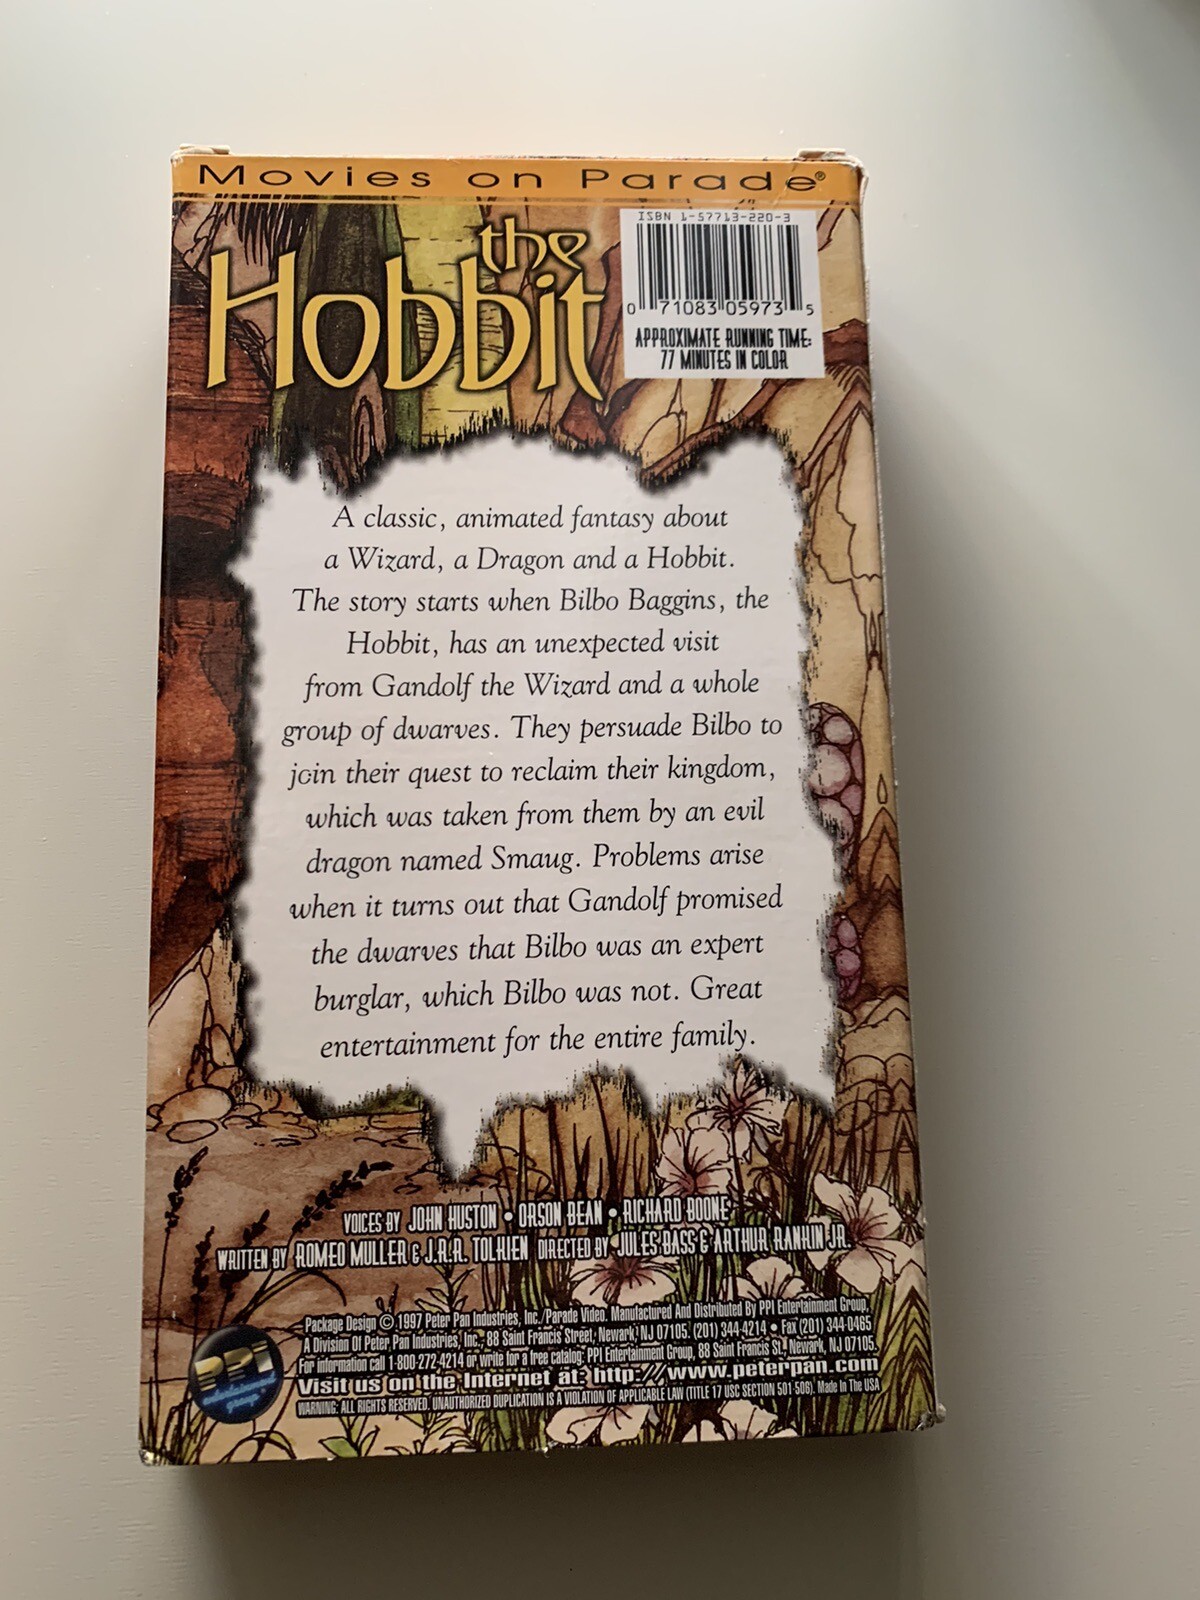 Movies on Parade®
the
Hobbit
ISBN 1-57713-220-3
0 71083 05973 5
APPROXIMATE RUNNING TIME:
77 MINUTES IN COLOR
A classic, animated fantasy about
a Wizard, a Dragon and a Hobbit.
The story starts when Bilbo Baggins, the
Hobbit, has an unexpected visit
from Gandolf the Wizard and a whole
group of dwarves. They persuade Bilbo to
join their quest to reclaim their kingdom,
which was taken from them by an evil
dragon named Smaug. Problems arise
when it turns out that Gandolf promised
the dwarves that Bilbo was an expert
burglar, which Bilbo was not. Great
entertainment for the entire family.
VOICES BY JOHN HUSTON • ORSON BEAN • RICHARD BOONE
WRITTEN BY ROMEO MULLER & J.R.R. TOLKIEN DIRECTED BY JULES BASS & ARTHUR RANKIN JR.
Package Design © 1997 Peter Pan Industries, Inc./Parade Video. Manufactured And Distributed By PPI Entertainment Group,
A Division Of Peter Pan Industries, Inc., 88 Saint Francis Street, Newark, NJ 07105. (201) 344-4214 • Fax (201) 344-0465
For information call 1-800-272-4214 or write for a free catalog: PPI Entertainment Group, 88 Saint Francis St., Newark, NJ 07105.
Visit us on the Internet at: http://www.peterpan.com
WARNING: ALL RIGHTS RESERVED. UNAUTHORIZED DUPLICATION IS A VIOLATION OF APPLICABLE LAW (TITLE 17 USC SECTION 501-506). Made In The USA
PPI
entertainment
group